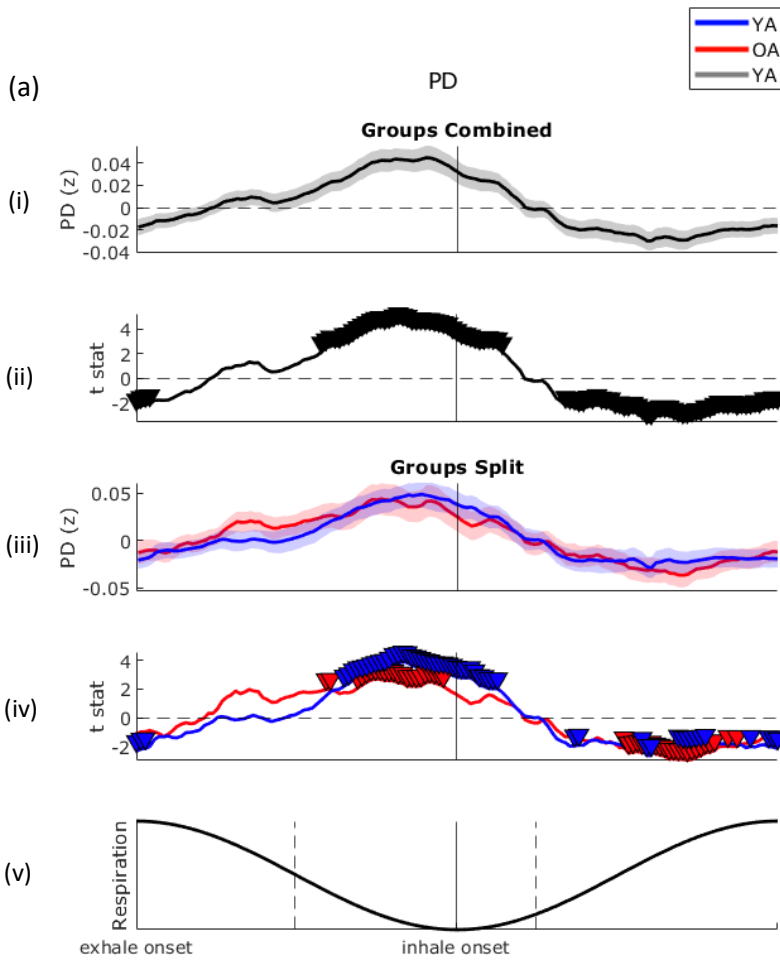 YA
OA
YA
(a)
PD
Groups Combined
(i)
PD (z)
0.04
0.02
0
-0.02
-0.04
(ii)
t stat
4
2
0
-2
Groups Split
(iii)
PD (z)
0.05
0
-0.05
(iv)
t stat
4
2
0
-2
(v)
Respiration
exhale onset
inhale onset